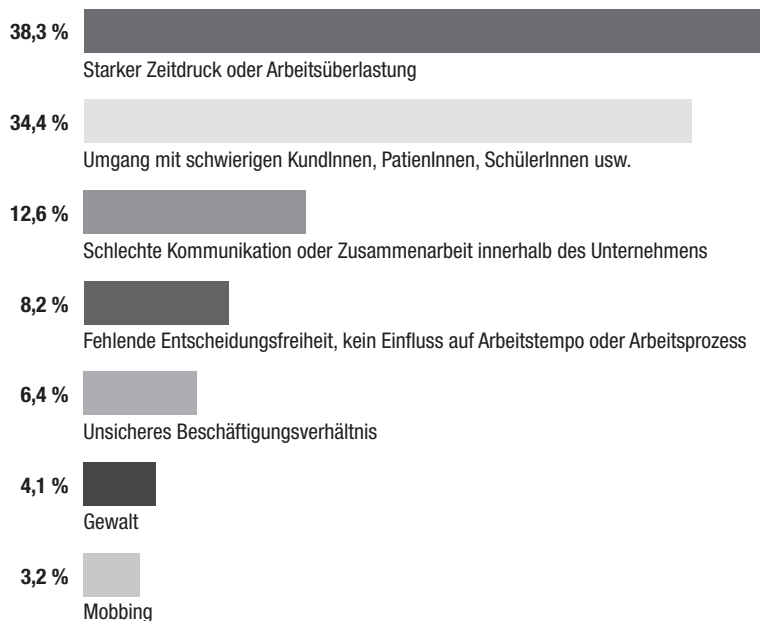 38,3 %
Starker Zeitdruck oder Arbeitsüberlastung
34,4 %
Umgang mit schwierigen KundInnen, PatienInnen, SchülerInnen usw.
12,6 %
Schlechte Kommunikation oder Zusammenarbeit innerhalb des Unternehmens
8,2 %
Fehlende Entscheidungsfreiheit, kein Einfluss auf Arbeitstempo oder Arbeitsprozess
6,4 %
Unsicheres Beschäftigungsverhältnis
4,1 %
Gewalt
3,2 %
Mobbing